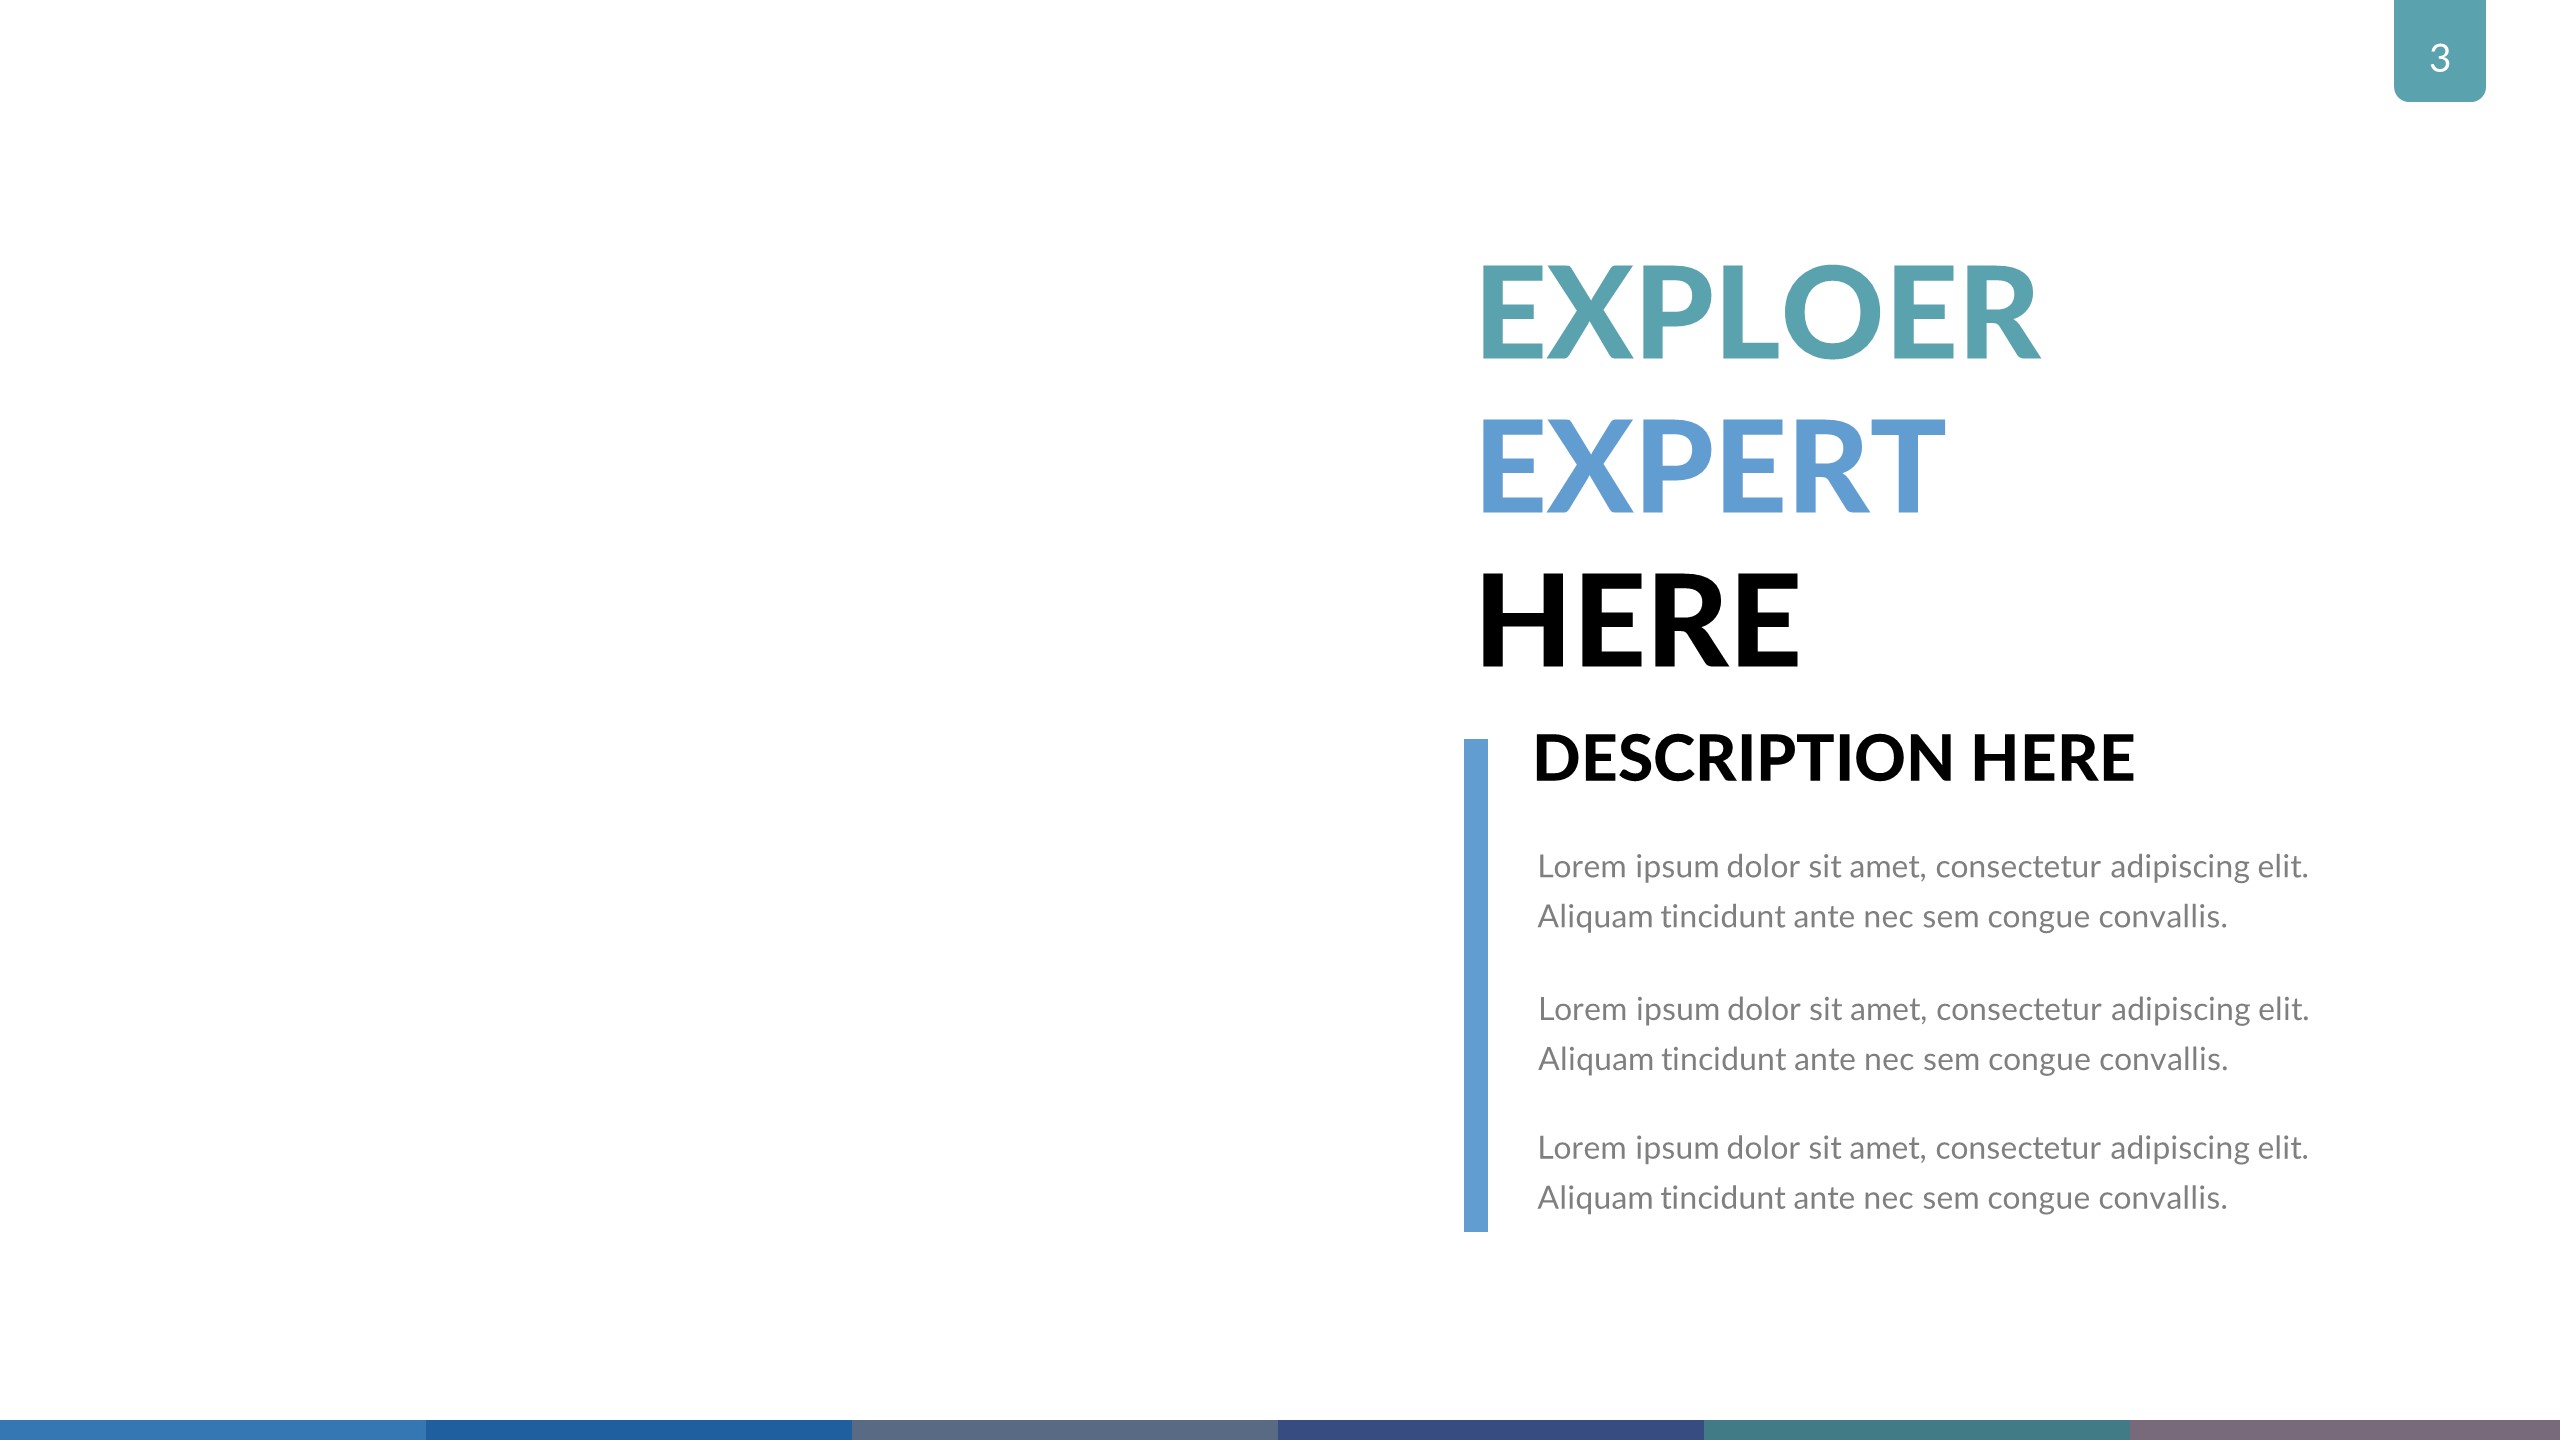 3
EXPLOER
EXPERT
HERE
DESCRIPTION HERE
Lorem ipsum dolor sit amet, consectetur adipiscing elit.
Aliquam tincidunt ante nec sem congue convallis.
Lorem ipsum dolor sit amet, consectetur adipiscing elit.
Aliquam tincidunt ante nec sem congue convallis.
Lorem ipsum dolor sit amet, consectetur adipiscing elit.
Aliquam tincidunt ante nec sem congue convallis.